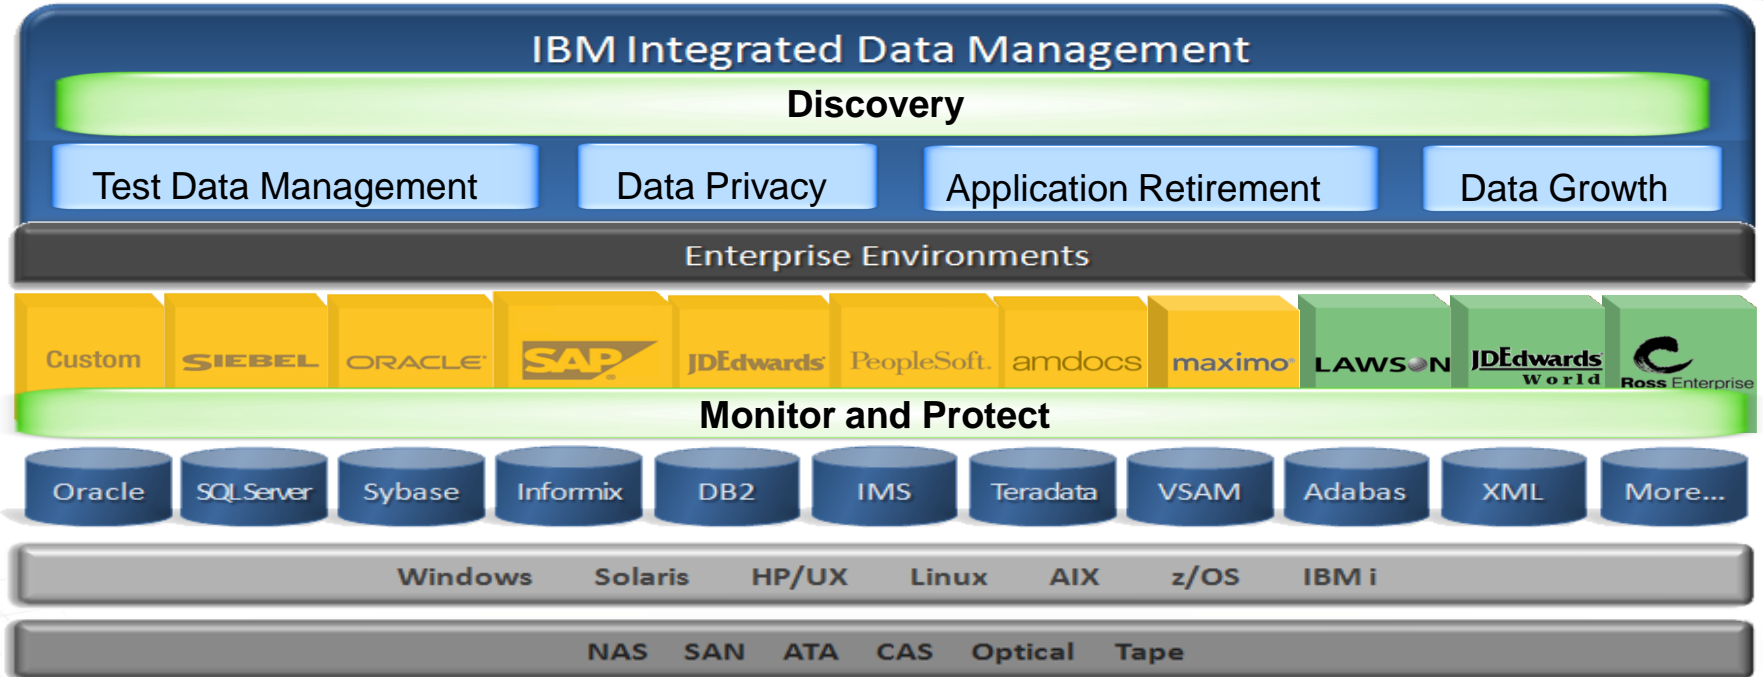 IBM Integrated Data Management
Discovery
Test Data Management Data Privacy Application Retirement Data Growth
Enterprise Environments
Custom SIEBEL ORACLE SAP JDEdwards PeopleSoft. amdocs maximo LAWSON JDEdwards World Ross Enterprise
Monitor and Protect
Oracle SQL Server Sybase Informix DB2 IMS Teradata VSAM Adabas XML More...
Windows Solaris HP/UX Linux AIX z/OS IBM i
NAS SAN ATA CAS Optical Tape